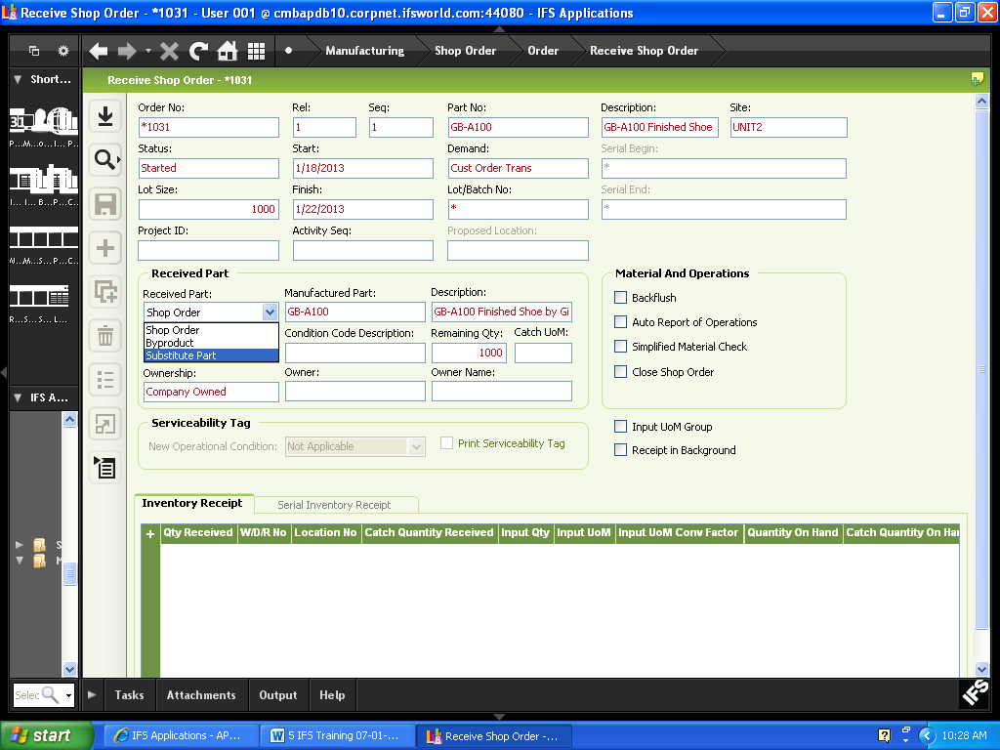 Receive Shop Order - *1031 - User 001 @ cmbapdb10.corpnet.ifsworld.com:44080 - IFS Applications
Manufacturing Shop Order Order Receive Shop Order
Short...
Receive Shop Order - *1031
Order No: Rel: Seq: Part No: Description: Site:
*1031 1 1 GB-A100 GB-A100 Finished Shoe UNIT2
Status: Start: Demand: Serial Begin:
Started 1/18/2013 Cust Order Trans *
Lot Size: Finish: Lot/Batch No: Serial End:
1000 1/22/2013 * *
Project ID: Activity Seq: Proposed Location:
Received Part Material And Operations
Received Part: Manufactured Part: Description: Backflush
Shop Order GB-A100 GB-A100 Finished Shoe by Gi
Auto Report of Operations
Shop Order Condition Code Description: Remaining Qty: Catch UoM:
Byproduct Simplified Material Check
Substitute Part 1000
Ownership: Owner: Owner Name: Close Shop Order
Company Owned
IFS A...
Serviceability Tag Input UoM Group
New Operational Condition: Not Applicable Print Serviceability Tag Receipt in Background
Inventory Receipt Serial Inventory Receipt
+ Qty Received W/D/R No Location No Catch Quantity Received Input Qty Input UoM Input UoM Conv Factor Quantity On Hand Catch Quantity On Han
Selec Tasks Attachments Output Help IFS
start IFS Applications - AP... 5 IFS Training 07-01-... Receive Shop Order -... 10:28 AM